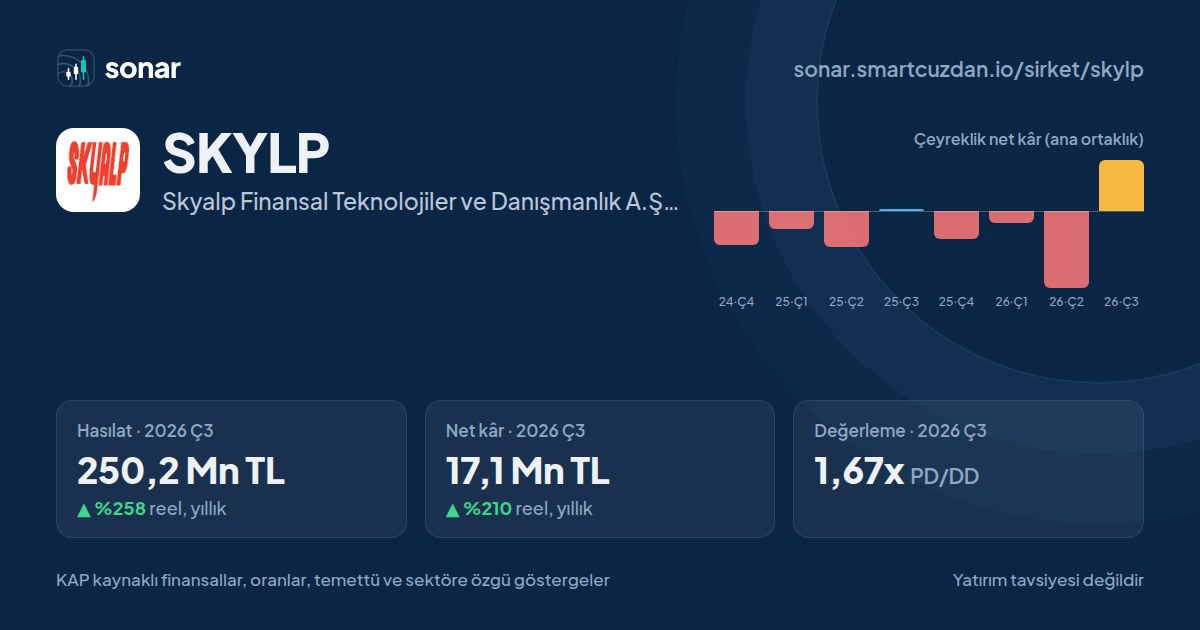 sonar
sonar.smartcuzdan.io/sirket/skylp
SKYALP
SKYLP
Skyalp Finansal Teknolojiler ve Danışmanlık A.Ş...
Çeyreklik net kâr (ana ortaklık)
24·Ç4 25·Ç1 25·Ç2 25·Ç3 25·Ç4 26·Ç1 26·Ç2 26·Ç3
Hasılat · 2026 Ç3
250,2 Mn TL
▲ %258 reel, yıllık
Net kâr · 2026 Ç3
17,1 Mn TL
▲ %210 reel, yıllık
Değerleme · 2026 Ç3
1,67x PD/DD
KAP kaynaklı finansallar, oranlar, temettü ve sektöre özgü göstergeler
Yatırım tavsiyesi değildir